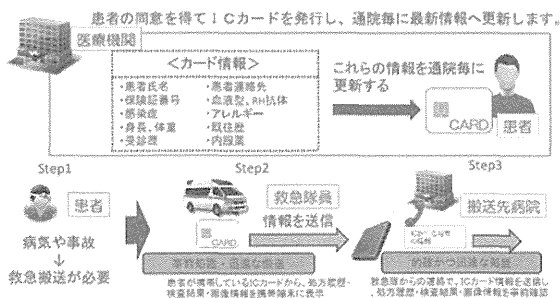 患者の同意を得てＩＣカードを発行し、通院毎に最新情報へ更新します。
医療機関
＜カード情報＞
・患者氏名
・保険証番号
・感染症
・身長、体重
・受診歴
・患者連絡先
・血液型、RH抗体
・アレルギー
・既往歴
・内服薬
これらの情報を通院毎に
更新する
CARD
患者
Step1
患者
病気や事故
↓
救急搬送が必要
Step2
救急隊員
情報を送信
CARD
患者が携帯しているICカードから、処方履歴・
検査結果・画像情報を携帯端末に表示
Step3
搬送先病院
救急隊からの連絡で、ICカード情報を送信し
、処方履歴・検査結果・画像情報を事前確認